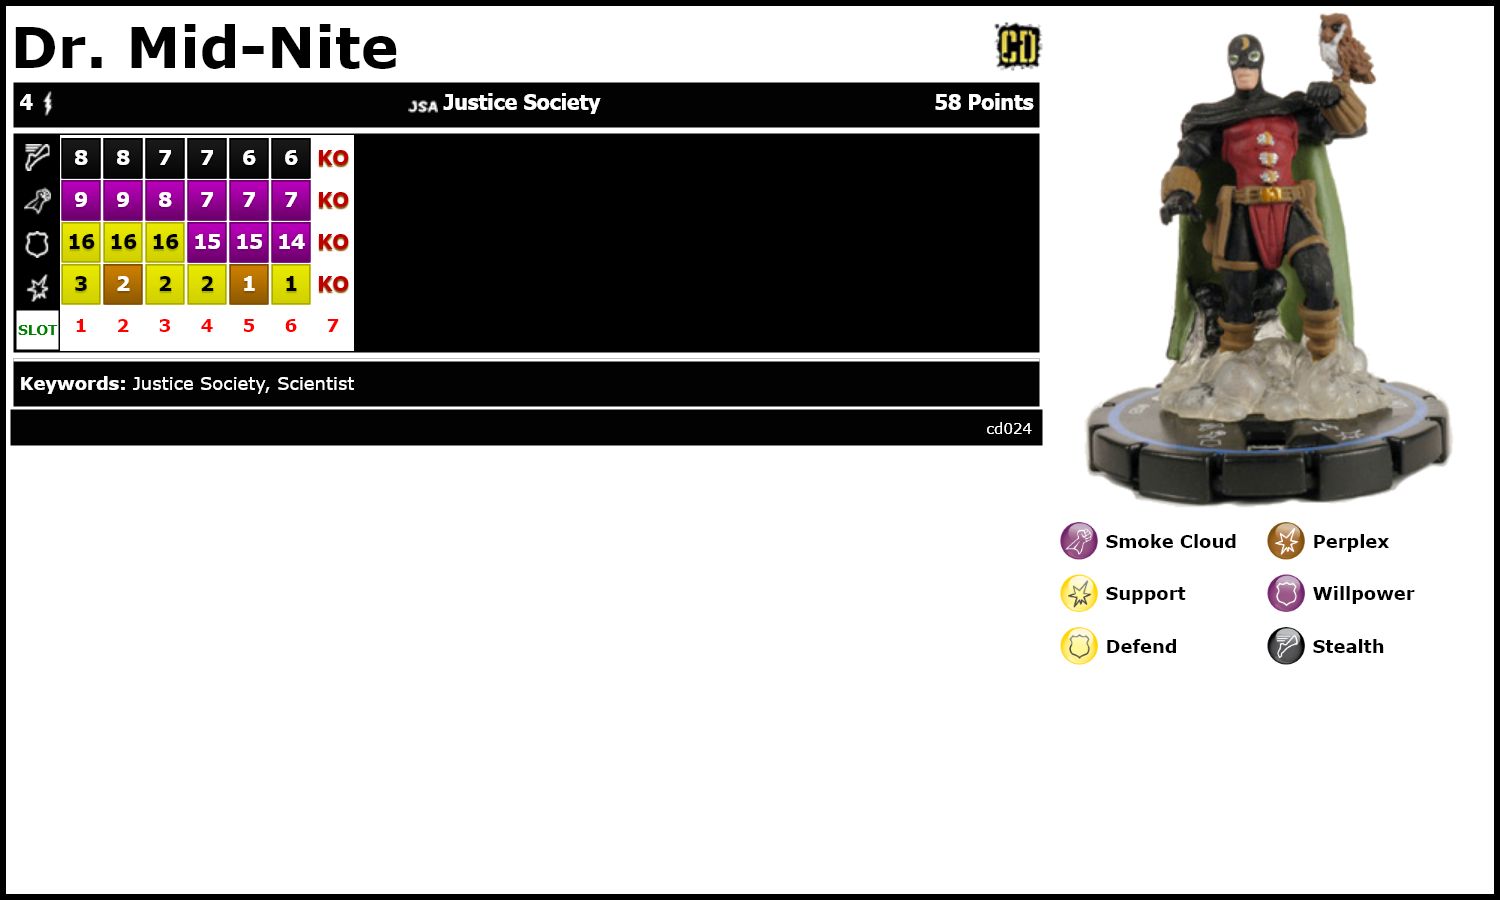 Dr. Mid-Nite
CD
4 JSA Justice Society 58 Points
8 8 7 7 6 6 KO
9 9 8 7 7 7 KO
16 16 16 15 15 14 KO
3 2 2 2 1 1 KO
SLOT 1 2 3 4 5 6 7
Keywords: Justice Society, Scientist
cd024
Smoke Cloud Perplex
Support Willpower
Defend Stealth